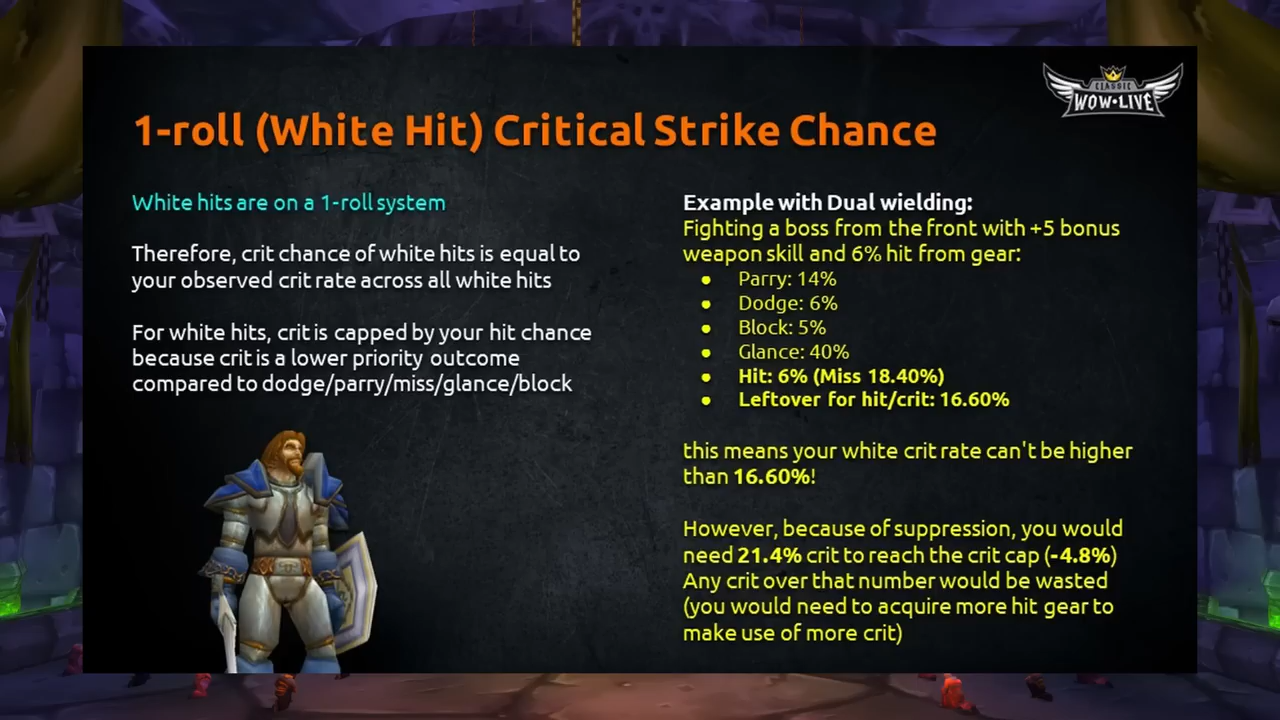 CLASSIC
WOW•LIVE
1-roll (White Hit) Critical Strike Chance
White hits are on a 1-roll system
Therefore, crit chance of white hits is equal to
your observed crit rate across all white hits
For white hits, crit is capped by your hit chance
because crit is a lower priority outcome
compared to dodge/parry/miss/glance/block
Example with Dual wielding:
Fighting a boss from the front with +5 bonus
weapon skill and 6% hit from gear:
• Parry: 14%
• Dodge: 6%
• Block: 5%
• Glance: 40%
• Hit: 6% (Miss 18.40%)
• Leftover for hit/crit: 16.60%
this means your white crit rate can't be higher
than 16.60%!
However, because of suppression, you would
need 21.4% crit to reach the crit cap (-4.8%)
Any crit over that number would be wasted
(you would need to acquire more hit gear to
make use of more crit)